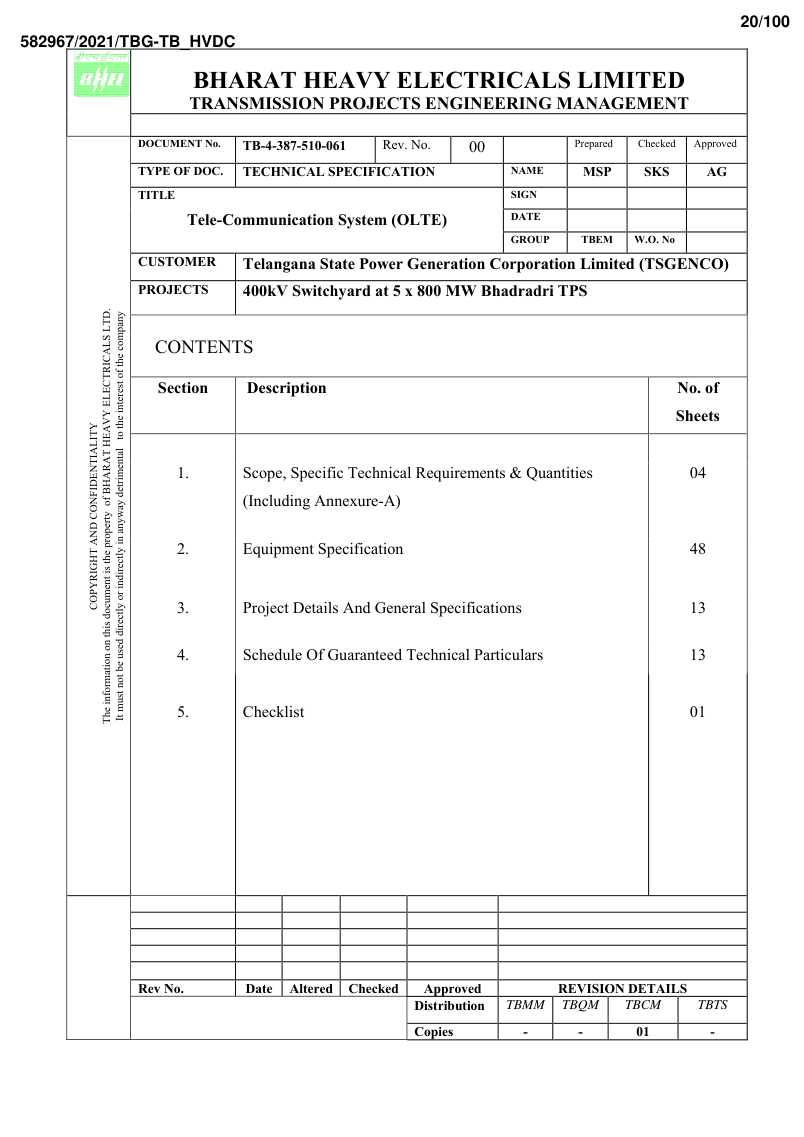 20/100
582967/2021/TBG-TB_HVDC
BHEL
BHARAT HEAVY ELECTRICALS LIMITED
TRANSMISSION PROJECTS ENGINEERING MANAGEMENT
DOCUMENT No. TB-4-387-510-061 Rev. No. 00 Prepared Checked Approved
TYPE OF DOC. TECHNICAL SPECIFICATION NAME MSP SKS AG
TITLE SIGN
Tele-Communication System (OLTE) DATE
GROUP TBEM W.O. No
CUSTOMER Telangana State Power Generation Corporation Limited (TSGENCO)
PROJECTS 400kV Switchyard at 5 x 800 MW Bhadradri TPS
COPYRIGHT AND CONFIDENTIALITY
The information on this document is the property of BHARAT HEAVY ELECTRICALS LTD.
It must not be used directly or indirectly in anyway detrimental to the interest of the company
CONTENTS
Section Description No. of
Sheets
1. Scope, Specific Technical Requirements & Quantities 04
(Including Annexure-A)
2. Equipment Specification 48
3. Project Details And General Specifications 13
4. Schedule Of Guaranteed Technical Particulars 13
5. Checklist 01
Rev No. Date Altered Checked Approved REVISION DETAILS
Distribution TBMM TBQM TBCM TBTS
Copies - - 01 -